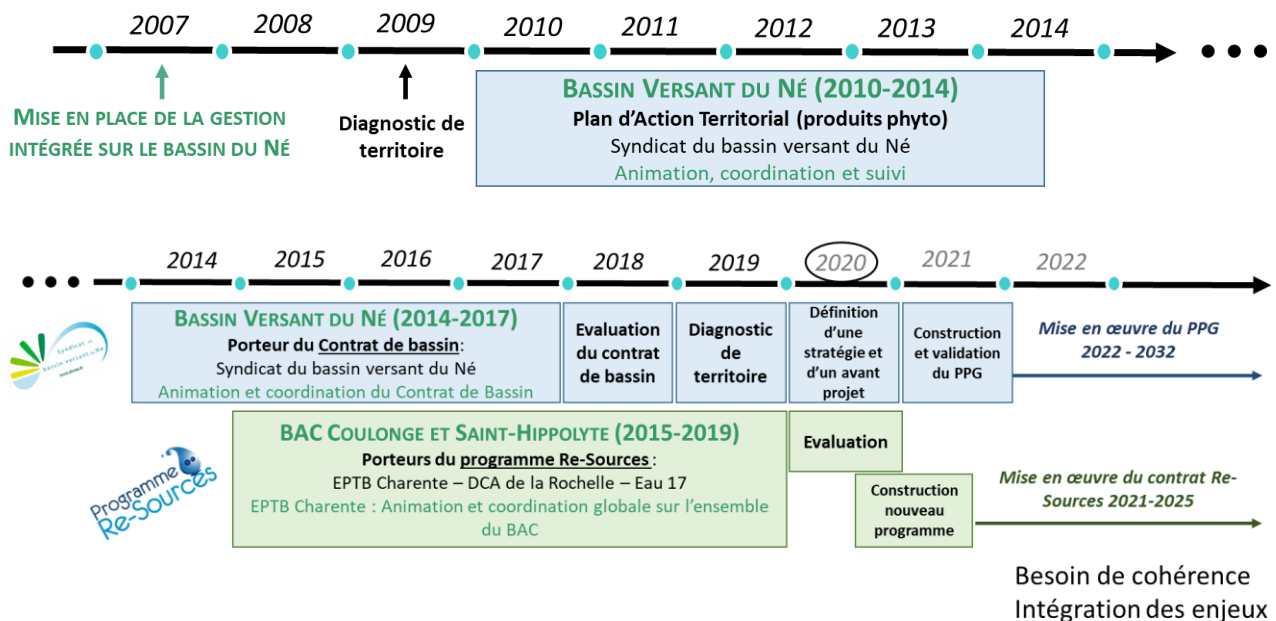 2007 2008 2009 2010 2011 2012 2013 2014
MISE EN PLACE DE LA GESTION
INTÉGRÉE SUR LE BASSIN DU NÉ
Diagnostic de
territoire
BASSIN VERSANT DU NÉ (2010-2014)
Plan d'Action Territorial (produits phyto)
Syndicat du bassin versant du Né
Animation, coordination et suivi
2014 2015 2016 2017 2018 2019 2020 2021 2022
Syndicat du
bassin versant du Né
BASSIN VERSANT DU NÉ (2014-2017)
Porteur du Contrat de bassin:
Syndicat du bassin versant du Né
Animation et coordination du Contrat de Bassin
Evaluation
du contrat
de bassin
Diagnostic
de
territoire
Définition
d'une
stratégie et
d'un avant
projet
Construction
et validation
du PPG
Mise en œuvre du PPG
2022 - 2032
Programme
Re-Sources
BAC COULONGE ET SAINT-HIPPOLYTE (2015-2019)
Porteurs du programme Re-Sources :
EPTB Charente – DCA de la Rochelle – Eau 17
EPTB Charente : Animation et coordination globale sur l'ensemble
du BAC
Evaluation
Construction
nouveau
programme
Mise en œuvre du contrat Re-
Sources 2021-2025
Besoin de cohérence
Intégration des enjeux